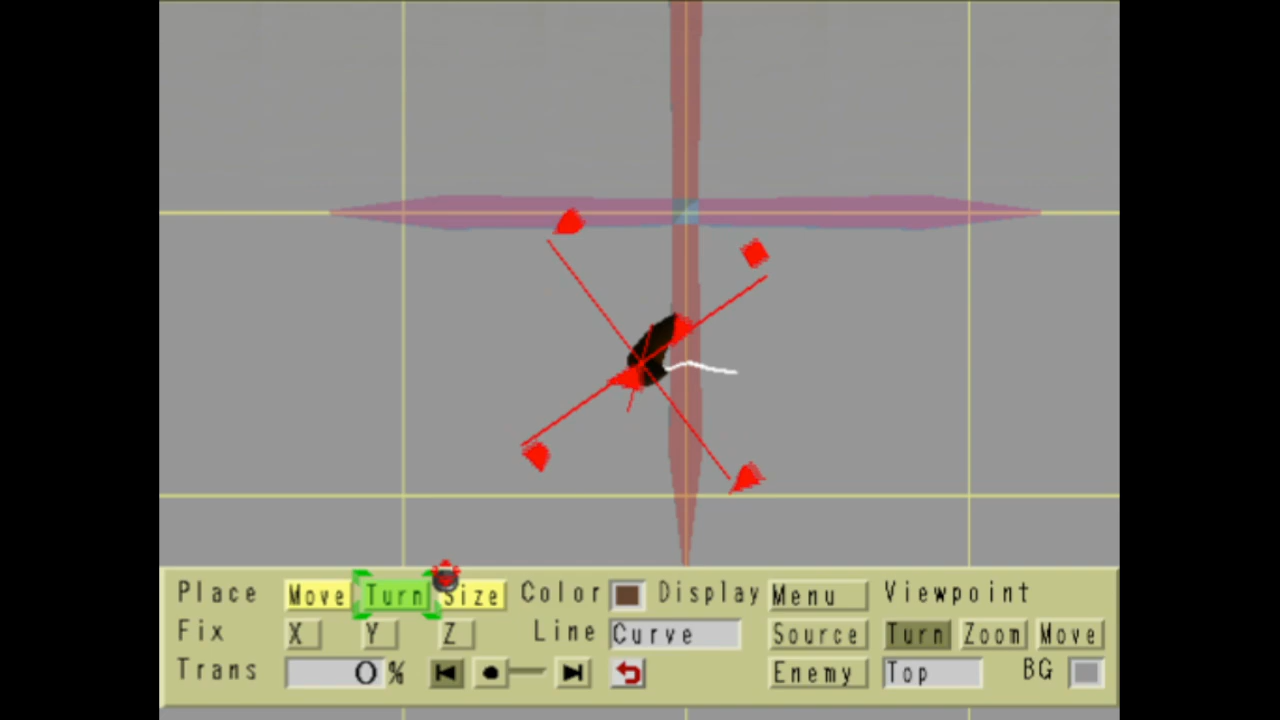 Place Move Turn Size Color Display Menu Viewpoint
Fix X Y Z Line Curve Source Turn Zoom Move
Trans 0% Enemy Top BG